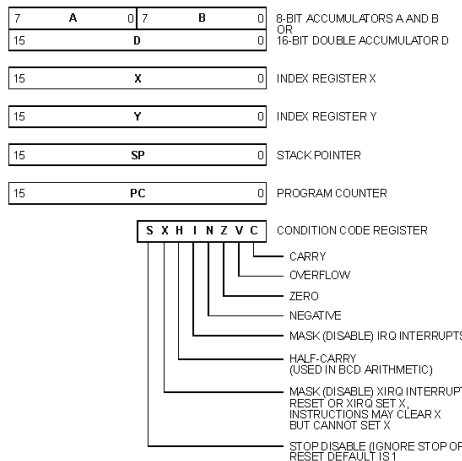 7 A 0 7 B 0 8-BIT ACCUMULATORS A AND B
OR
15 D 0 16-BIT DOUBLE ACCUMULATOR D
15 X 0 INDEX REGISTER X
15 Y 0 INDEX REGISTER Y
15 SP 0 STACK POINTER
15 PC 0 PROGRAM COUNTER
S X H I N Z V C CONDITION CODE REGISTER
CARRY
OVERFLOW
ZERO
NEGATIVE
MASK (DISABLE) IRQ INTERRUPTS
HALF-CARRY
(USED IN BCD ARITHMETIC)
MASK (DISABLE) XIRQ INTERRUPT
RESET OR XIRQ SET X,
INSTRUCTIONS MAY CLEAR X
BUT CANNOT SET X
STOP DISABLE (IGNORE STOP OP
RESET DEFAULT IS 1